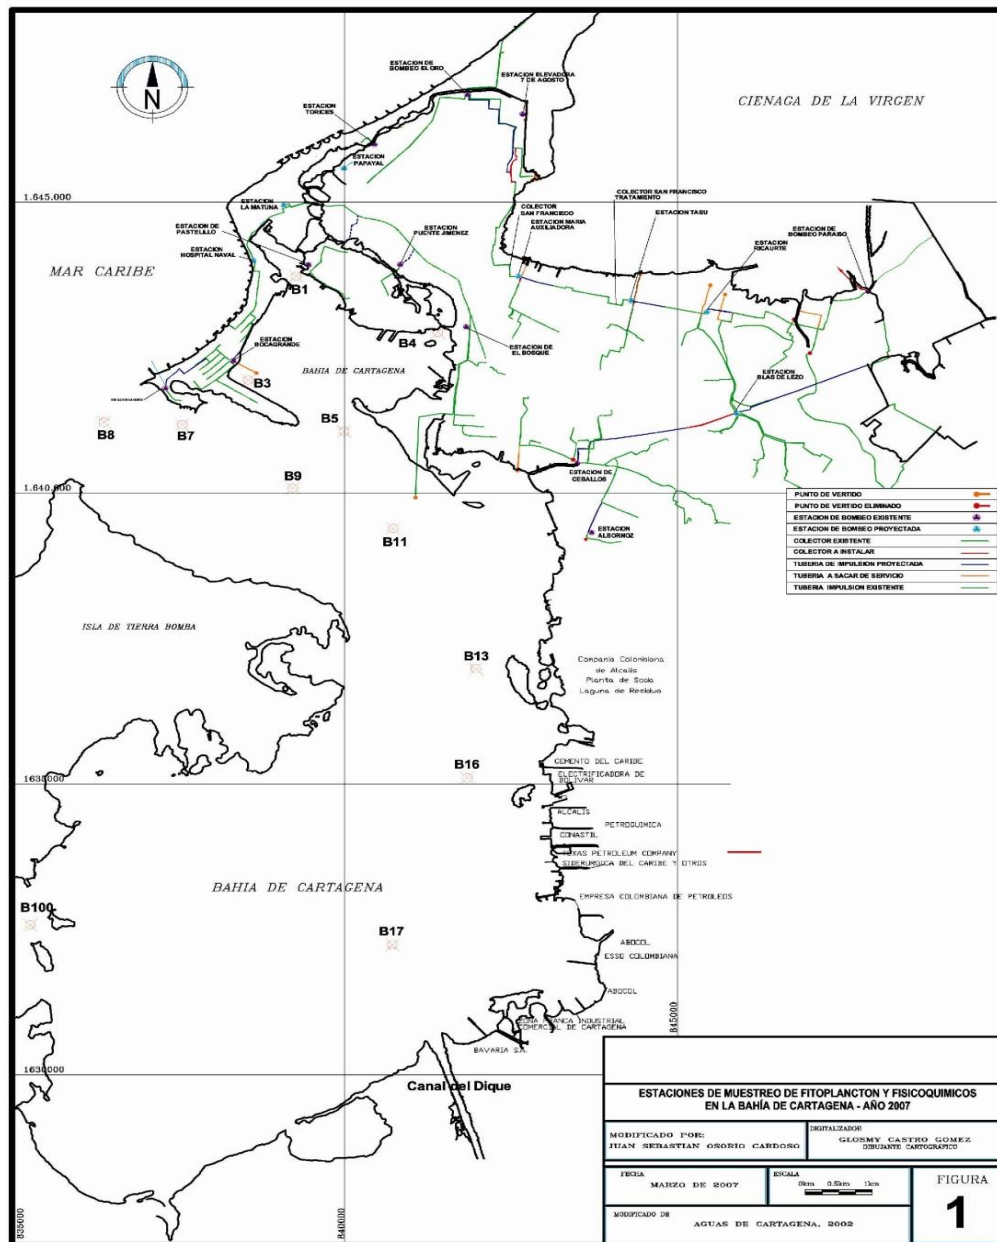 N
CIENAGA DE LA VIRGEN
ESTACION DE
BOMBEO EL ORO
ESTACION ELEVADORA
7 DE AGOSTO
ESTACION
TORICES
ESTACION
PAPAYAL
1.645.000
ESTACION
LA MATUNA
COLECTOR
SAN FRANCISCO
COLECTOR SAN FRANCISCO
TRATAMIENTO
ESTACION TABU
ESTACION DE
PASTELILLO
ESTACION
PUENTE JIMENEZ
ESTACION MARIA
AUXILIADORA
ESTACION DE
BOMBEO PARAISO
ESTACION
RICAURTE
ESTACION
HOSPITAL NAVAL
MAR CARIBE
B1
B4
ESTACION DE
EL BOSQUE
ESTACION
BOCAGRANDE
BAHIA DE CARTAGENA
B3
ESTACION
BLAS DE LEZO
B5
B8
B7
B9
ESTACION DE
CEBALLOS
1.640.000
B11
ESTACION
ALBORNOZ
PUNTO DE VERTIDO
PUNTO DE VERTIDO ELIMINADO
ESTACION DE BOMBEO EXISTENTE
ESTACION DE BOMBEO PROYECTADA
COLECTOR EXISTENTE
COLECTOR A INSTALAR
TUBERIA DE IMPULSION PROYECTADA
TUBERIA A SACAR DE SERVICIO
TUBERIA IMPULSION EXISTENTE
ISLA DE TIERRA BOMBA
B13
Compania Colombiana
de Alcalis
Planta de Soda
Laguna de Residuo
B16
CEMENTO DEL CARIBE
ELECTRIFICADORA DE
BOLIVAR
ALCALIS
PETROQUIMICA
CONASTIL
TEXAS PETROLEUM COMPANY
SIDERURGICA DEL CARIBE Y OTROS
BAHIA DE CARTAGENA
EMPRESA COLOMBIANA DE PETROLEOS
B100
B17
ABOCOL
ESSO COLOMBIANA
ABOCOL
ZONA FRANCA INDUSTRIAL
COMERCIAL DE CARTAGENA
BAVARIA S.A.
1630000
Canal del Dique
835000
840000
845000
ESTACIONES DE MUESTREO DE FITOPLANCTON Y FISICOQUIMICOS
EN LA BAHÍA DE CARTAGENA - AÑO 2007
MODIFICADO POR:
JUAN SEBASTIAN OSORIO CARDOSO
DIGITALIZADOR
GLOSMY CASTRO GOMEZ
DIBUJANTE CARTOGRÁFICO
FECHA
MARZO DE 2007
ESCALA
0km 0.5km 1km
FIGURA
1
MODIFICADO DE
AGUAS DE CARTAGENA, 2002